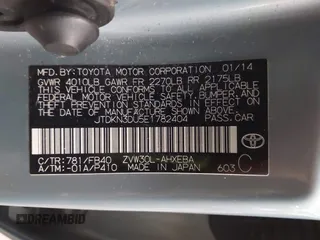 MFD. BY: TOYOTA MOTOR CORPORATION 01/14
GVWR 4010LB GAWR FR 2270LB RR 2175LB
THIS VEHICLE CONFORMS TO ALL APPLICABLE
FEDERAL MOTOR VEHICLE SAFETY, BUMPER, AND
THEFT PREVENTION STANDARDS IN EFFECT ON
THE DATE OF MANUFACTURE SHOWN ABOVE.
JTDKN3DU5E1782404 PASS. CAR
TOYOTA
C/TR: 781/FB40 ZVW30L-AHXEBA
A/TM: -01A/P410 MADE IN JAPAN 603 C
DREAMBID